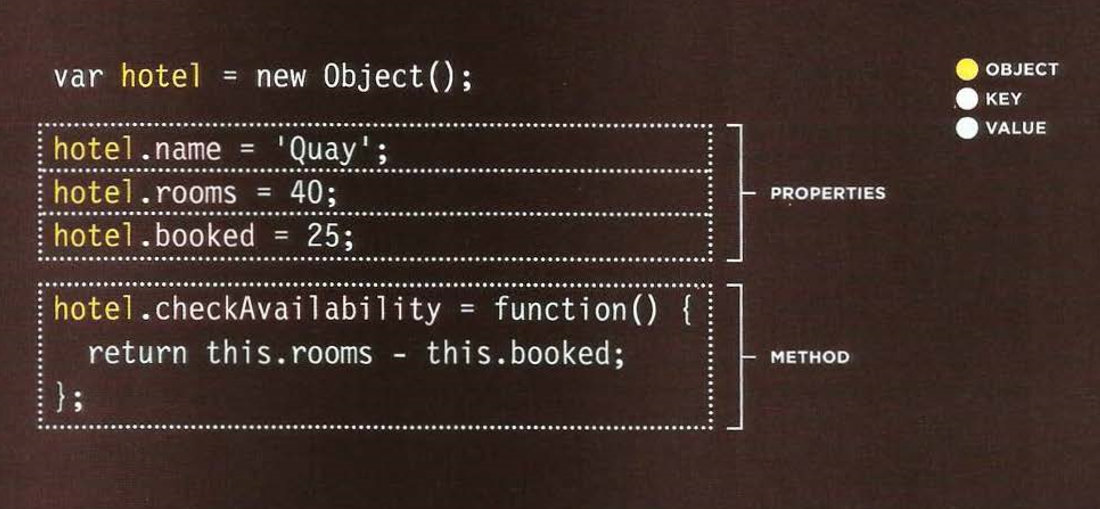 var hotel = new Object();
OBJECT
KEY
VALUE
hotel.name = 'Quay';
hotel.rooms = 40;
hotel.booked = 25;
PROPERTIES
hotel.checkAvailability = function() {
  return this.rooms - this.booked;
};
METHOD